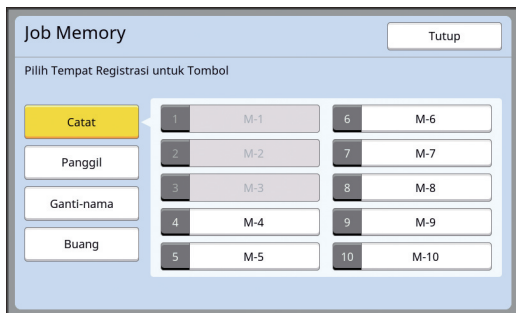 Job Memory
Tutup
Pilih Tempat Registrasi untuk Tombol
Catat
Panggil
Ganti-nama
Buang
1 M-1
2 M-2
3 M-3
4 M-4
5 M-5
6 M-6
7 M-7
8 M-8
9 M-9
10 M-10